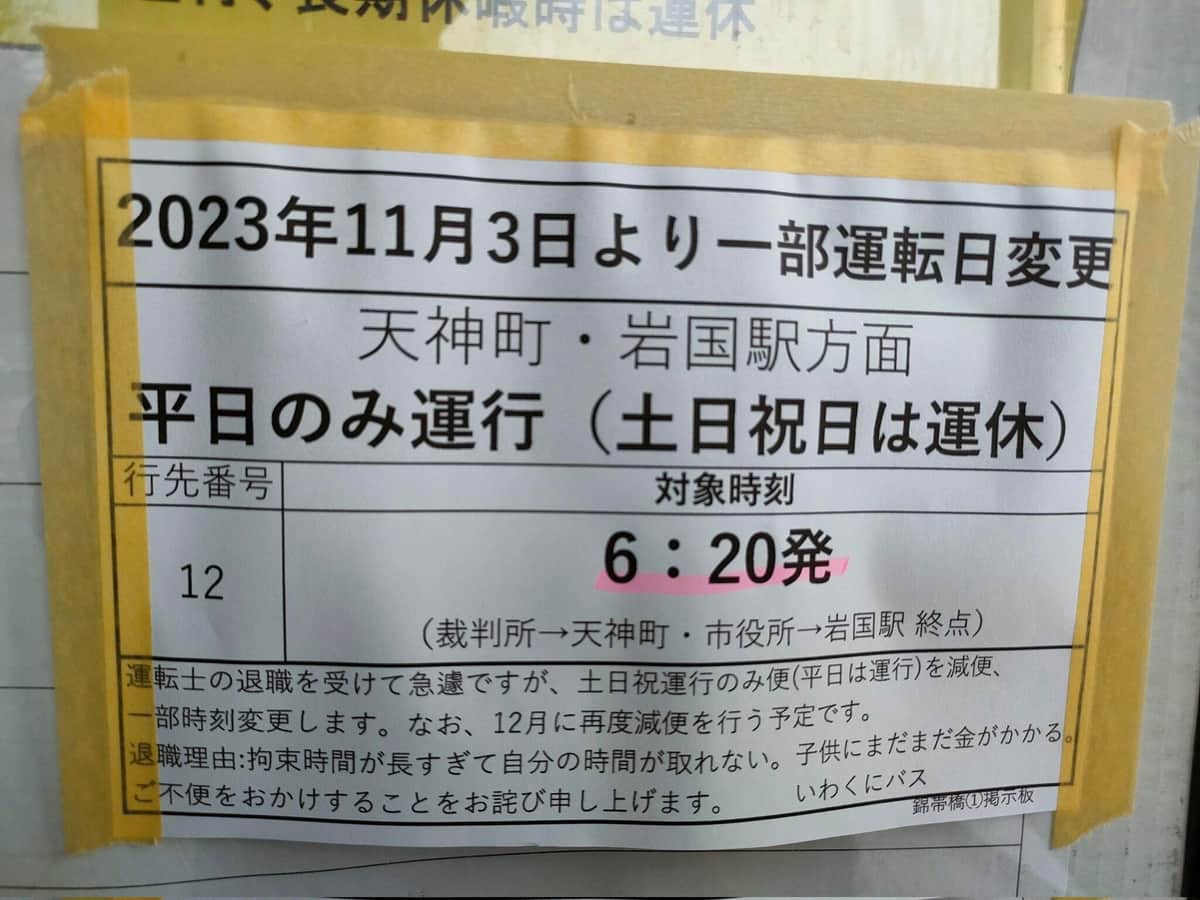 長期休暇時は運休
2023年11月3日より一部運転日変更
天神町・岩国駅方面
平日のみ運行（土日祝日は運休）
行先番号 対象時刻
12 6：20発
（裁判所→天神町・市役所→岩国駅 終点）
運転士の退職を受けて急遽ですが、土日祝運行のみ便(平日は運行)を減便、
一部時刻変更します。なお、12月に再度減便を行う予定です。
退職理由:拘束時間が長すぎて自分の時間が取れない。子供にまだまだ金がかかる。
ご不便をおかけすることをお詫び申し上げます。 いわくにバス
錦帯橋①掲示板